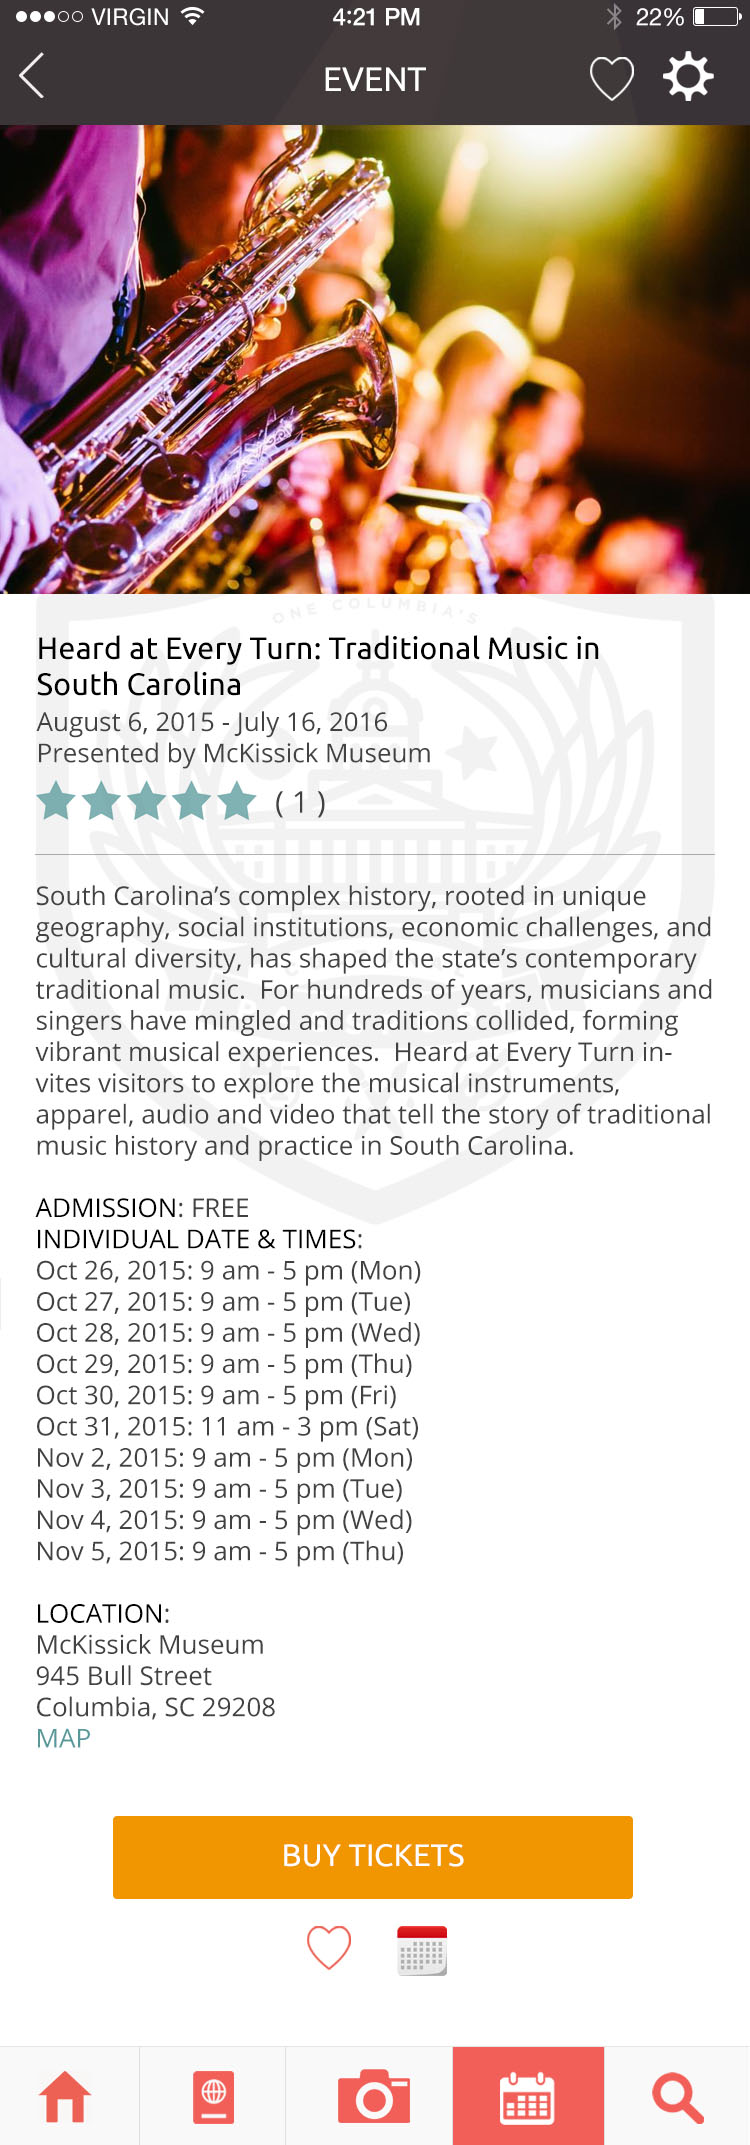 VIRGIN
4:21 PM
22%
EVENT
ONE COLUMBIA'S
Heard at Every Turn: Traditional Music in
South Carolina
August 6, 2015 - July 16, 2016
Presented by McKissick Museum
( 1 )
South Carolina’s complex history, rooted in unique
geography, social institutions, economic challenges, and
cultural diversity, has shaped the state’s contemporary
traditional music.  For hundreds of years, musicians and
singers have mingled and traditions collided, forming
vibrant musical experiences.  Heard at Every Turn in-
vites visitors to explore the musical instruments,
apparel, audio and video that tell the story of traditional
music history and practice in South Carolina.
ADMISSION: FREE
INDIVIDUAL DATE & TIMES:
Oct 26, 2015: 9 am - 5 pm (Mon)
Oct 27, 2015: 9 am - 5 pm (Tue)
Oct 28, 2015: 9 am - 5 pm (Wed)
Oct 29, 2015: 9 am - 5 pm (Thu)
Oct 30, 2015: 9 am - 5 pm (Fri)
Oct 31, 2015: 11 am - 3 pm (Sat)
Nov 2, 2015: 9 am - 5 pm (Mon)
Nov 3, 2015: 9 am - 5 pm (Tue)
Nov 4, 2015: 9 am - 5 pm (Wed)
Nov 5, 2015: 9 am - 5 pm (Thu)
LOCATION:
McKissick Museum
945 Bull Street
Columbia, SC 29208
MAP
BUY TICKETS